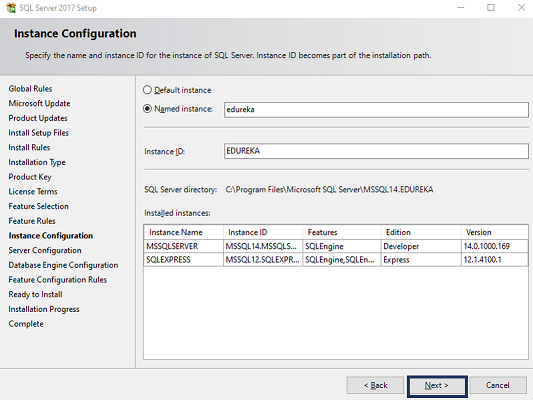 SQL Server 2017 Setup
Instance Configuration
Specify the name and instance ID for the instance of SQL Server. Instance ID becomes part of the installation path.
Global Rules
Microsoft Update
Product Updates
Install Setup Files
Install Rules
Installation Type
Product Key
License Terms
Feature Selection
Feature Rules
Instance Configuration
Server Configuration
Database Engine Configuration
Feature Configuration Rules
Ready to Install
Installation Progress
Complete
Default instance
Named instance: edureka
Instance ID: EDUREKA
SQL Server directory: C:\Program Files\Microsoft SQL Server\MSSQL14.EDUREKA
Installed instances:
Instance Name Instance ID Features Edition Version
MSSQLSERVER MSSQL14.MSSQLS... SQLEngine Developer 14.0.1000.169
SQLEXPRESS MSSQL12.SQLEXPR... SQLEngine,SQLEn... Express 12.1.4100.1
< Back Next > Cancel